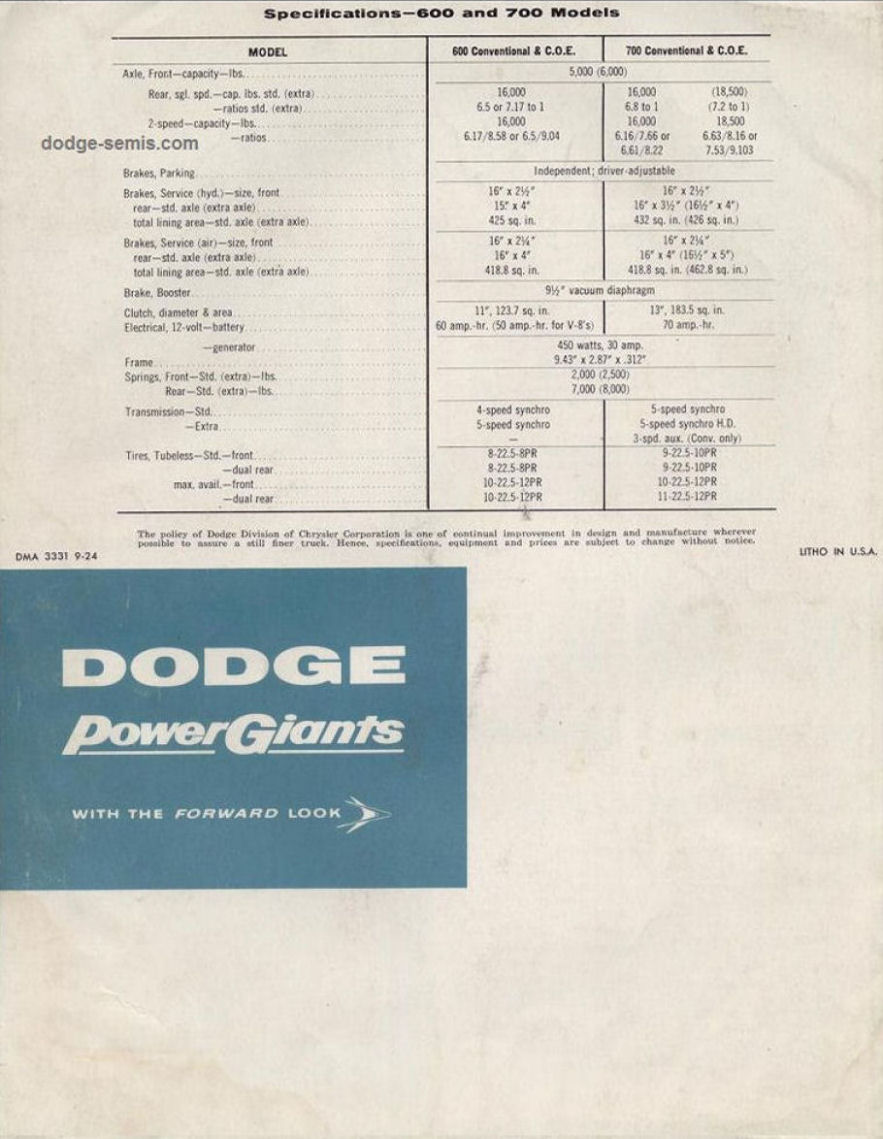 Specifications—600 and 700 Models
MODEL 600 Conventional & C.O.E. 700 Conventional & C.O.E.
Axle, Front—capacity—lbs. 5,000 (6,000)
Rear, sgl. spd.—cap. lbs. std. (extra) 16,000 16,000 (18,500)
—ratios std. (extra) 6.5 or 7.17 to 1 6.8 to 1 (7.2 to 1)
2-speed—capacity—lbs. 16,000 16,000 18,500
—ratios 6.17/8.58 or 6.5/9.04 6.16/7.66 or 6.63/8.16 or
6.61/8.22 7.53/9.103
dodge-semis.com
Brakes, Parking Independent; driver-adjustable
Brakes, Service (hyd.)—size, front 16" x 2½" 16" x 2½"
rear—std. axle (extra axle) 15" x 4" 16" x 3½" (16½" x 4")
total lining area—std. axle (extra axle) 425 sq. in. 432 sq. in. (426 sq. in.)
Brakes, Service (air)—size, front 16" x 2¼" 16" x 2¼"
rear—std. axle (extra axle) 16" x 4" 16" x 4" (16½" x 5")
total lining area—std. axle (extra axle) 418.8 sq. in. 418.8 sq. in. (462.8 sq. in.)
Brake, Booster 9½" vacuum diaphragm
Clutch, diameter & area 11", 123.7 sq. in. 13", 183.5 sq. in.
Electrical, 12-volt—battery 60 amp.-hr. (50 amp.-hr. for V-8's) 70 amp.-hr.
—generator 450 watts, 30 amp.
Frame 9.43" x 2.87" x .312"
Springs, Front—Std. (extra)—lbs. 2,000 (2,500)
Rear—Std. (extra)—lbs. 7,000 (8,000)
Transmission—Std. 4-speed synchro 5-speed synchro
—Extra 5-speed synchro 5-speed synchro H.D.
— 3-spd. aux. (Conv. only)
Tires, Tubeless—Std.—front 8-22.5-8PR 9-22.5-10PR
—dual rear 8-22.5-8PR 9-22.5-10PR
max. avail.—front 10-22.5-12PR 10-22.5-12PR
—dual rear 10-22.5-12PR 11-22.5-12PR
The policy of Dodge Division of Chrysler Corporation is one of continual improvement in design and manufacture wherever
possible to assure a still finer truck. Hence, specifications, equipment and prices are subject to change without notice.
DMA 3331 9-24
LITHO IN U.S.A.
DODGE
PowerGiants
WITH THE FORWARD LOOK